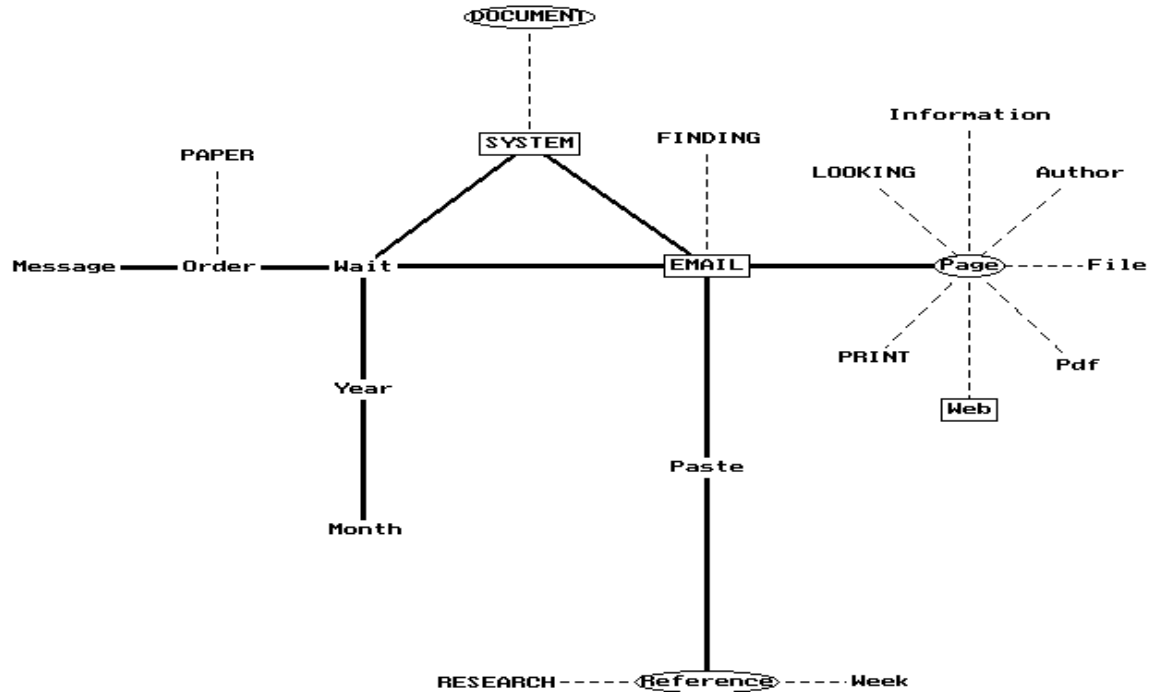 DOCUMENT
Information
FINDING
SYSTEM
PAPER
LOOKING
Author
Message
Order
Wait
EMAIL
Page
File
PRINT
Pdf
Year
Web
Paste
Month
RESEARCH
Reference
Week